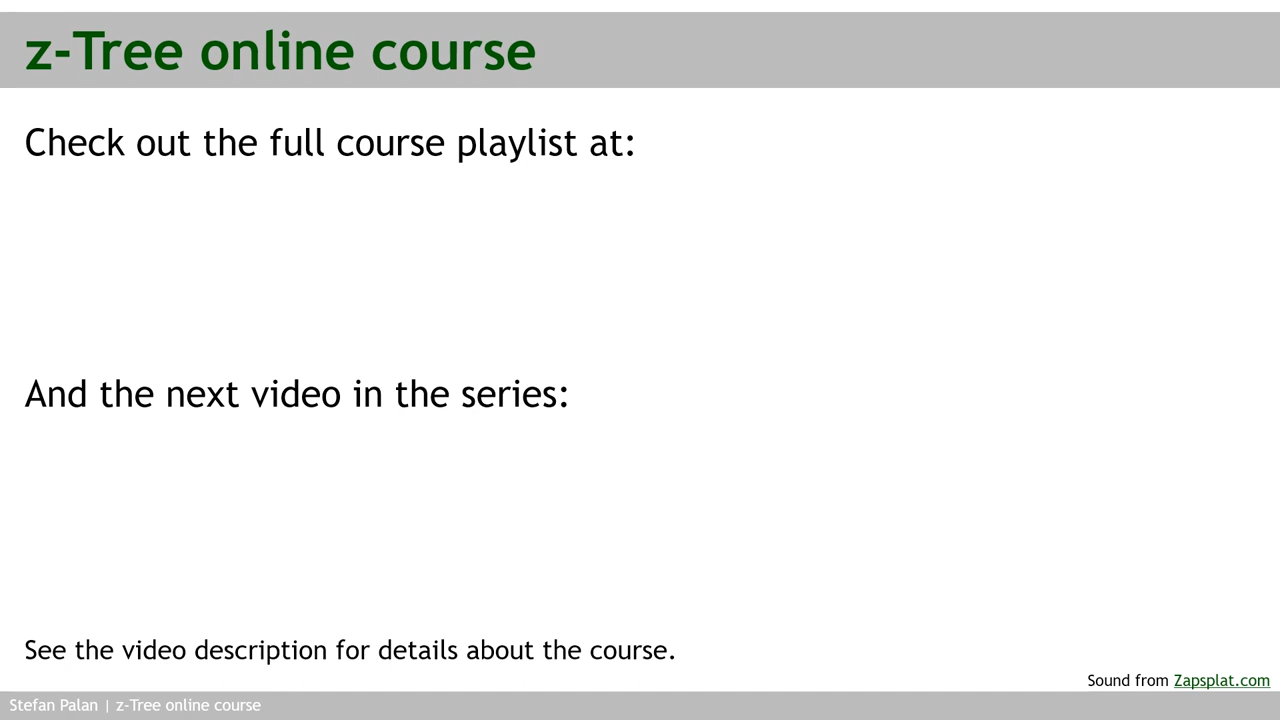 z-Tree online course
Check out the full course playlist at:
And the next video in the series:
See the video description for details about the course.
Sound from Zapsplat.com
Stefan Palan | z-Tree online course